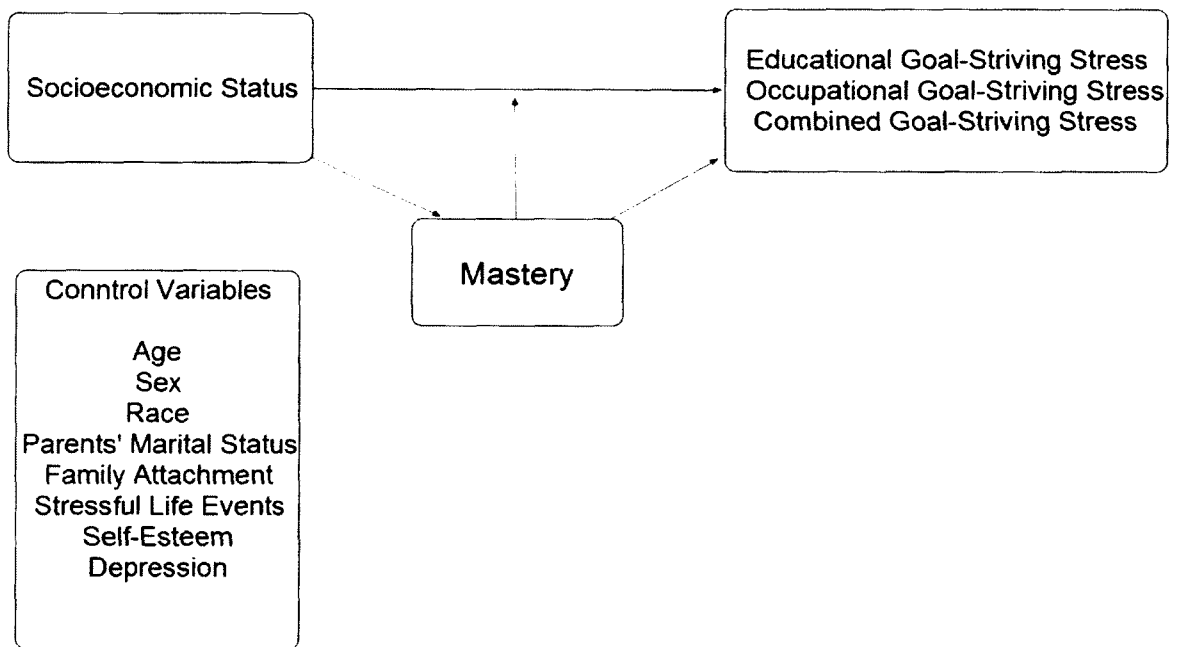 Socioeconomic Status
Educational Goal-Striving Stress
Occupational Goal-Striving Stress
Combined Goal-Striving Stress
Mastery
Conntrol Variables
Age
Sex
Race
Parents' Marital Status
Family Attachment
Stressful Life Events
Self-Esteem
Depression